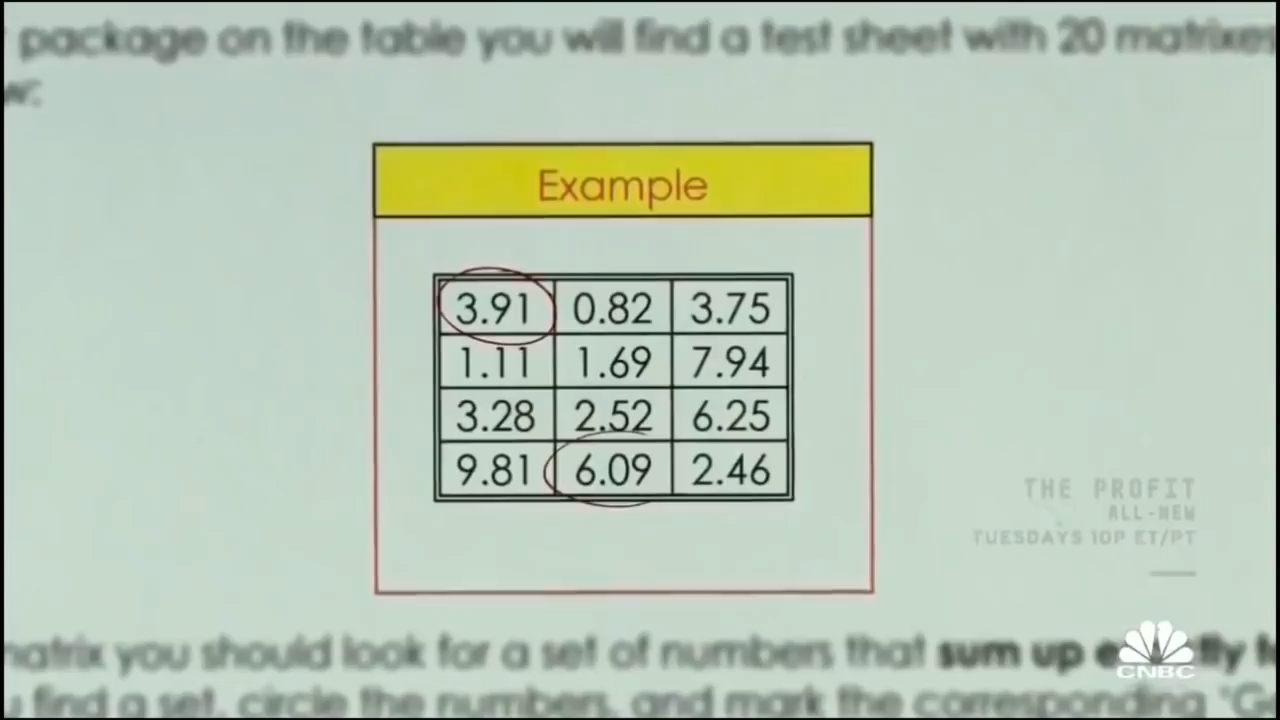 package on the table you will find a test sheet with 20 matrixes
Example
3.91 0.82 3.75
1.11 1.69 7.94
3.28 2.52 6.25
9.81 6.09 2.46
THE PROFIT
ALL-NEW
TUESDAYS 10P ET/PT
matrix you should look for a set of numbers that sum up exactly
CNBC
find a set, circle the numbers, and mark the corresponding